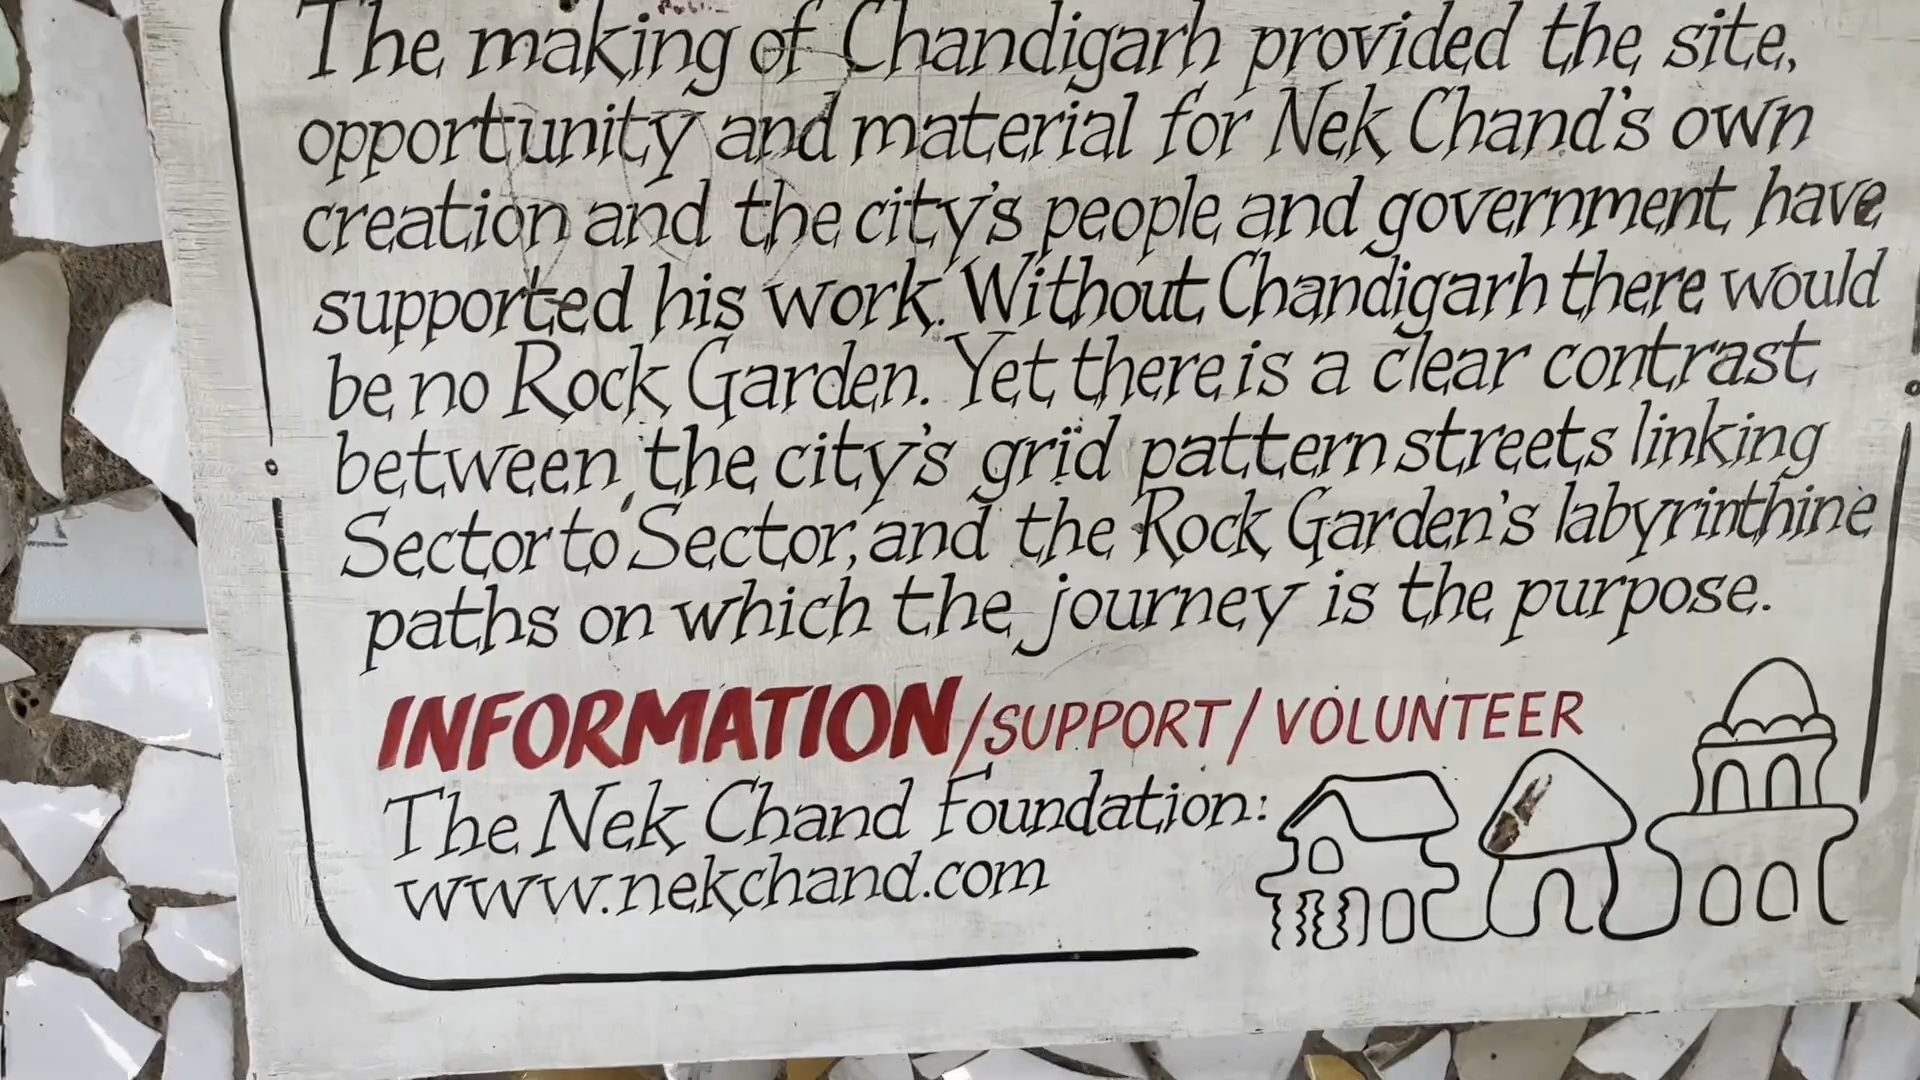 The making of Chandigarh provided the site,
opportunity and material for Nek Chand's own
creation and the city's people and government have
supported his work. Without Chandigarh there would
be no Rock Garden. Yet there is a clear contrast
between the city's grid pattern streets linking
Sector to Sector, and the Rock Garden's labyrinthine
paths on which the journey is the purpose.
INFORMATION/SUPPORT/VOLUNTEER
The Nek Chand Foundation:
www.nekchand.com